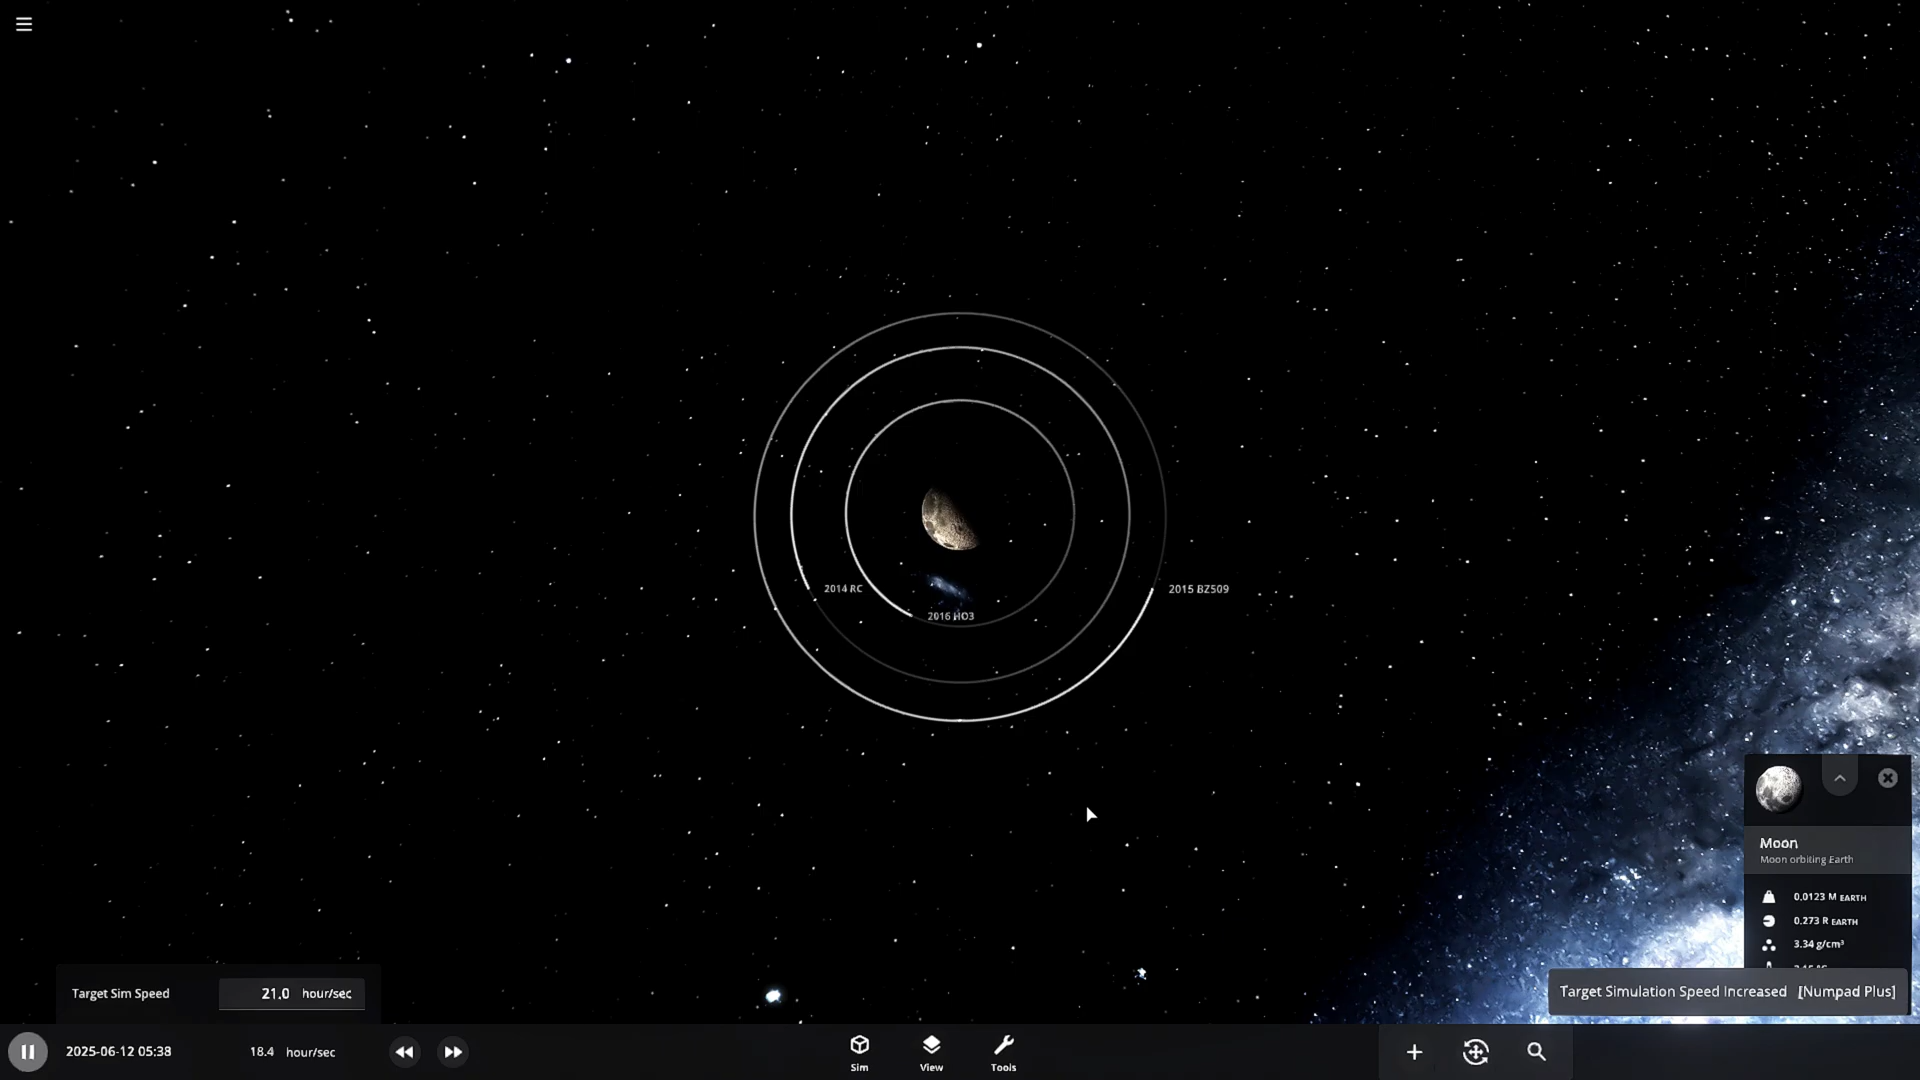 2014 RC
2015 BZ509
2016 HO3
Moon
Moon orbiting Earth
0.0123 M EARTH
0.273 R EARTH
3.34 g/cm³
Target Sim Speed 21.0 hour/sec
Target Simulation Speed Increased [Numpad Plus]
2025-06-12 05:38 18.4 hour/sec
Sim View Tools